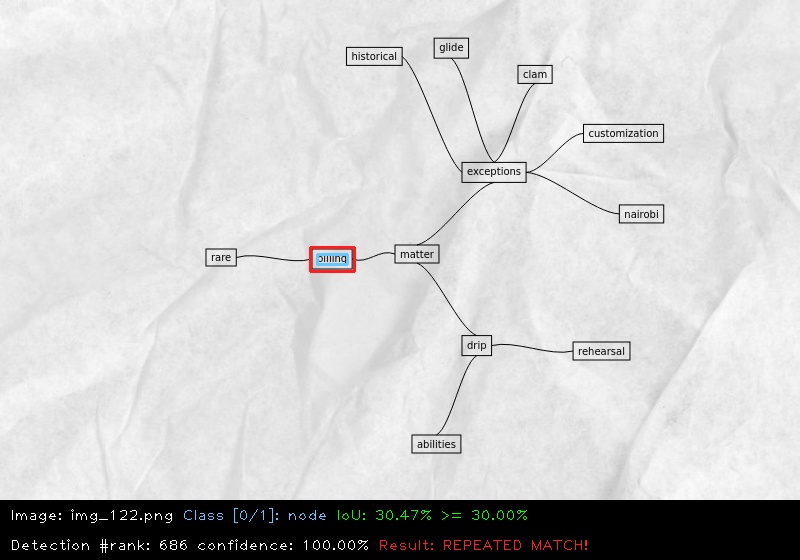 glide
historical
clam
customization
exceptions
nairobi
matter
rare
drip
rehearsal
abilities
Image: img_122.png Class [0/1]: node IoU: 30.47% >= 30.00%
Detection #rank: 686 confidence: 100.00% Result: REPEATED MATCH!